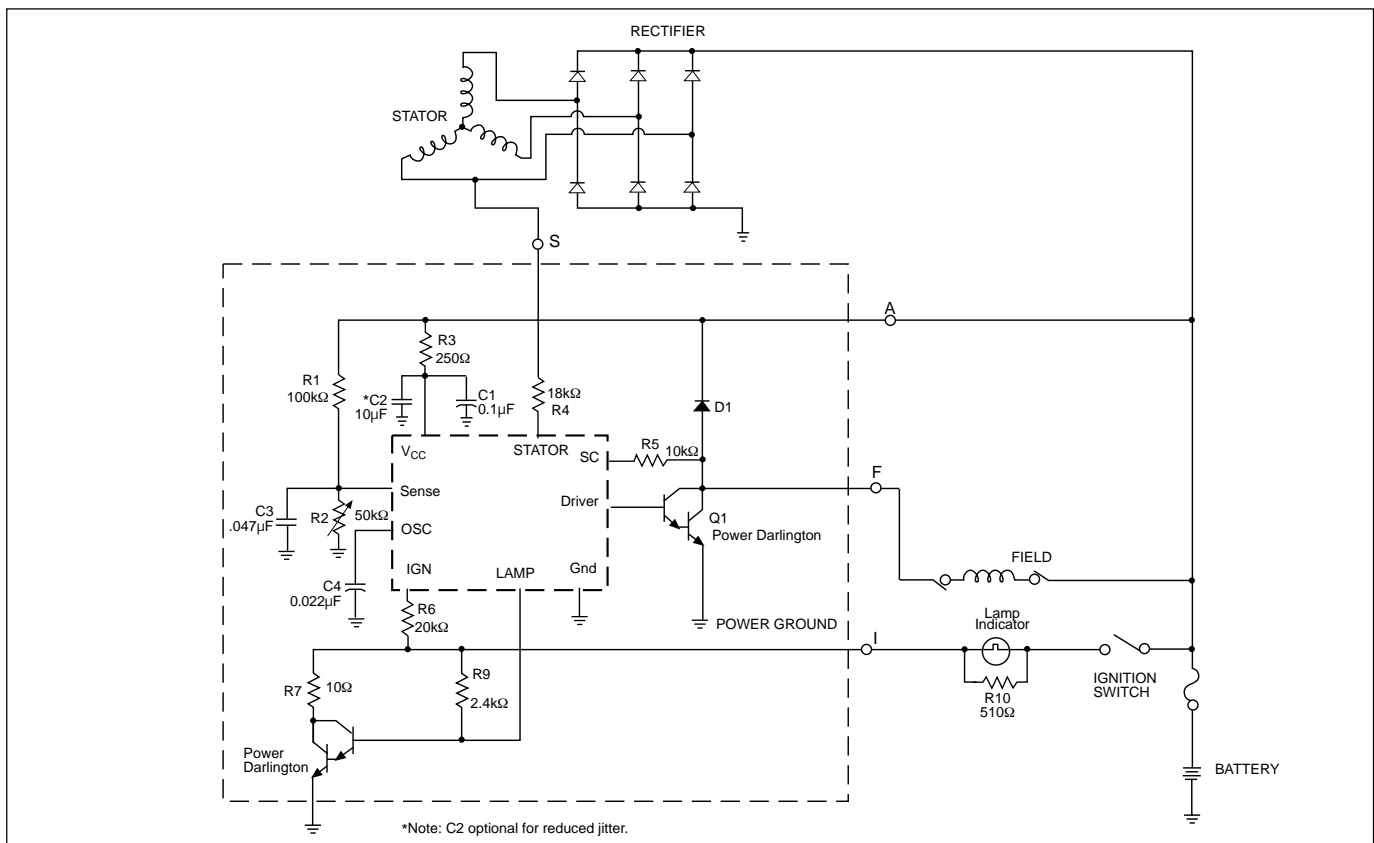 RECTIFIER
STATOR
S
A
R3
250Ω
R1
100kΩ
*C2
10µF
C1
0.1µF
18kΩ
R4
D1
VCC
STATOR
SC
R5
10kΩ
F
Sense
Driver
C3
.047µF
R2
50kΩ
OSC
Q1
Power Darlington
FIELD
IGN
LAMP
Gnd
C4
0.022µF
R6
20kΩ
POWER GROUND
Lamp
Indicator
I
R7
10Ω
R9
2.4kΩ
R10
510Ω
IGNITION
SWITCH
Power
Darlington
BATTERY
*Note: C2 optional for reduced jitter.